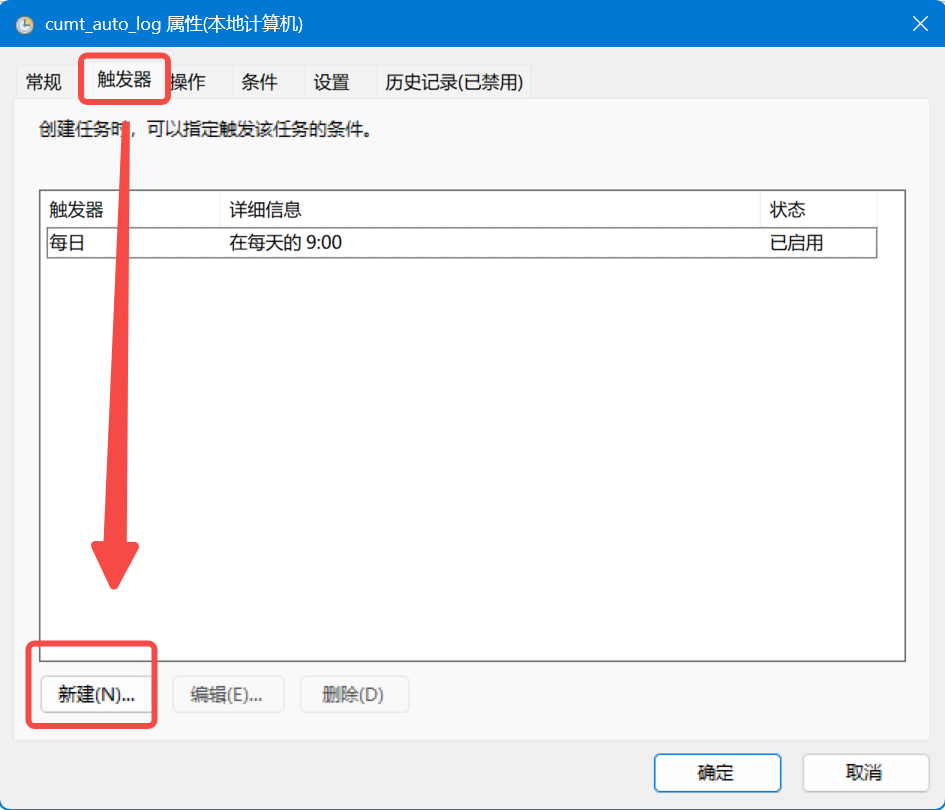 cumt_auto_log 属性(本地计算机)
常规 触发器 操作 条件 设置 历史记录(已禁用)
创建任务时，可以指定触发该任务的条件。
触发器 详细信息 状态
每日 在每天的 9:00 已启用
新建(N)... 编辑(E)... 删除(D)
确定 取消